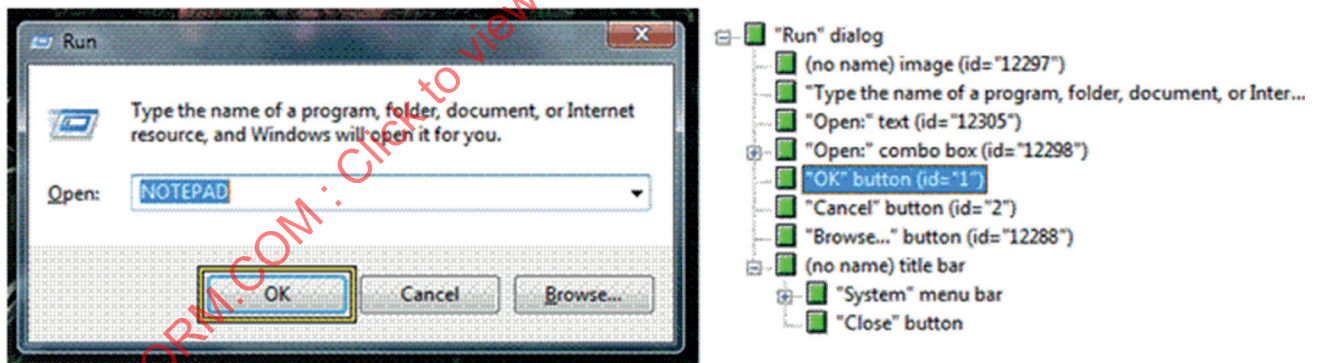 Run
Type the name of a program, folder, document, or Internet
resource, and Windows will open it for you.
Open:
NOTEPAD
OK
Cancel
Browse...
"Run" dialog
(no name) image (id="12297")
"Type the name of a program, folder, document, or Inter...
"Open:" text (id="12305")
"Open:" combo box (id="12298")
"OK" button (id="1")
"Cancel" button (id="2")
"Browse..." button (id="12288")
(no name) title bar
"System" menu bar
"Close" button
ORM.COM : Click to view